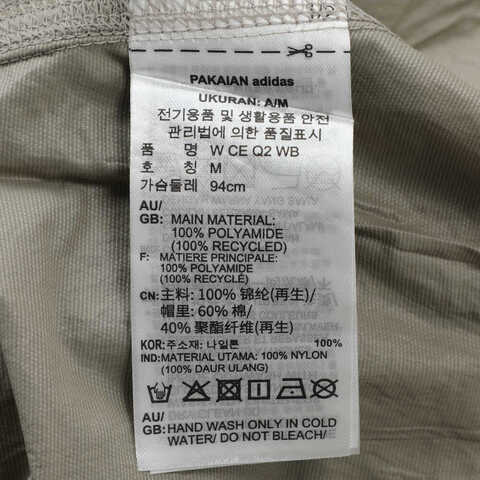 PAKAIAN adidas
UKURAN: A/M
전기용품 및 생활용품 안전
관리법에 의한 품질표시
품 명 W CE Q2 WB
호 칭 M
가슴둘레 94cm
AU/
GB: MAIN MATERIAL:
100% POLYAMIDE
(100% RECYCLED)
F: MATIERE PRINCIPALE:
100% POLYAMIDE
(100% RECYCLE)
CN: 主料: 100% 锦纶(再生)/
帽里: 60% 棉/
40% 聚酯纤维(再生)
KOR: 주소재: 나일론 100%
IND: MATERIAL UTAMA: 100% NYLON
(100% DAUR ULANG)
AU/
GB: HAND WASH ONLY IN COLD
WATER/ DO NOT BLEACH/